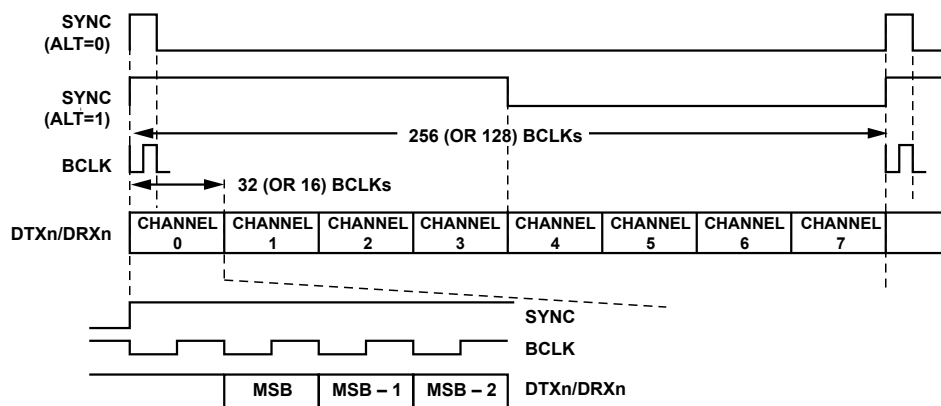 SYNC
(ALT=0)
SYNC
(ALT=1)
256 (OR 128) BCLKs
BCLK
32 (OR 16) BCLKs
DTXn/DRXn
CHANNEL
0
CHANNEL
1
CHANNEL
2
CHANNEL
3
CHANNEL
4
CHANNEL
5
CHANNEL
6
CHANNEL
7
SYNC
BCLK
MSB
MSB – 1
MSB – 2
DTXn/DRXn